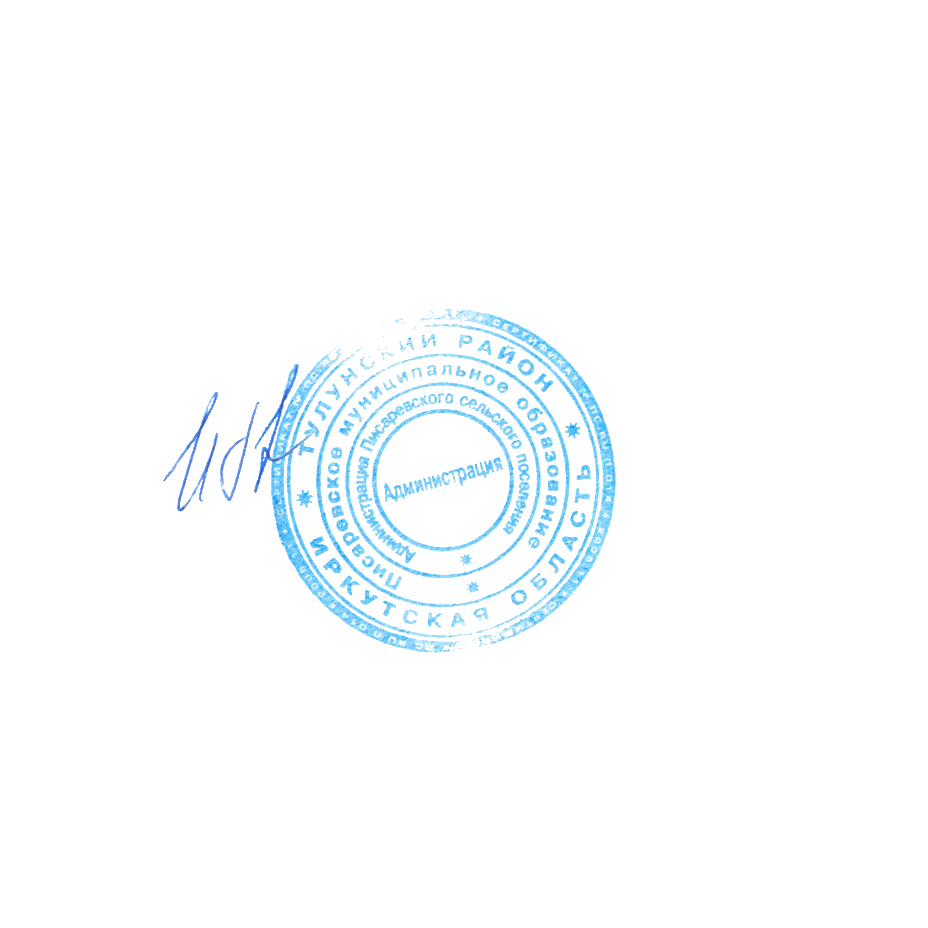 ТУЛУНСКИЙ РАЙОН
ИРКУТСКАЯ ОБЛАСТЬ
Писаревское муниципальное образование
Администрация Писаревского сельского поселения
Администрация